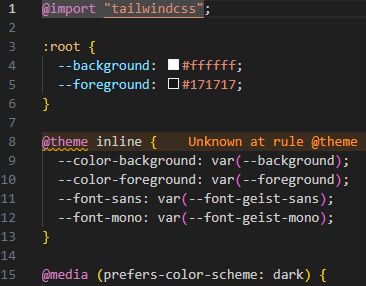 1 @import "tailwindcss";
2
3 :root {
4 --background: #ffffff;
5 --foreground: #171717;
6 }
7
8 @theme inline { Unknown at rule @theme
9 --color-background: var(--background);
10 --color-foreground: var(--foreground);
11 --font-sans: var(--font-geist-sans);
12 --font-mono: var(--font-geist-mono);
13 }
14
15 @media (prefers-color-scheme: dark) {